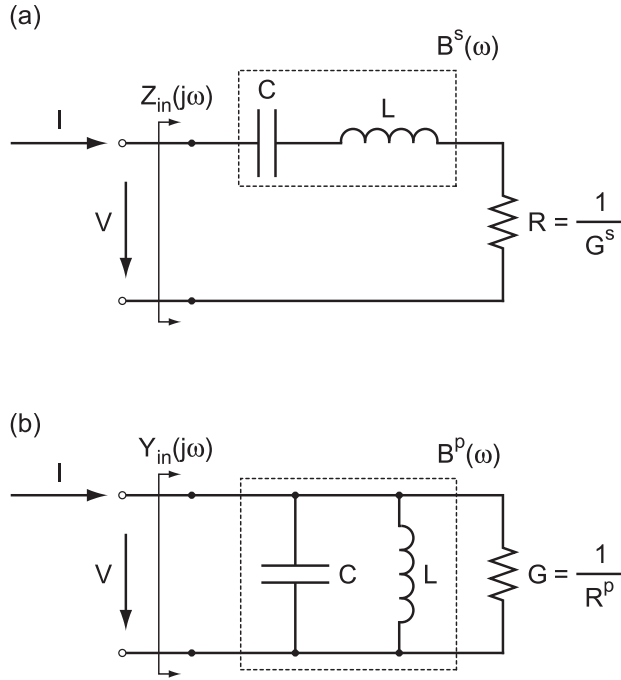 (a)
B^s(ω)
Z_in(jω)
C
L
I
V
R = 1/G^s
(b)
Y_in(jω)
B^p(ω)
I
V
C
L
G = 1/R^p